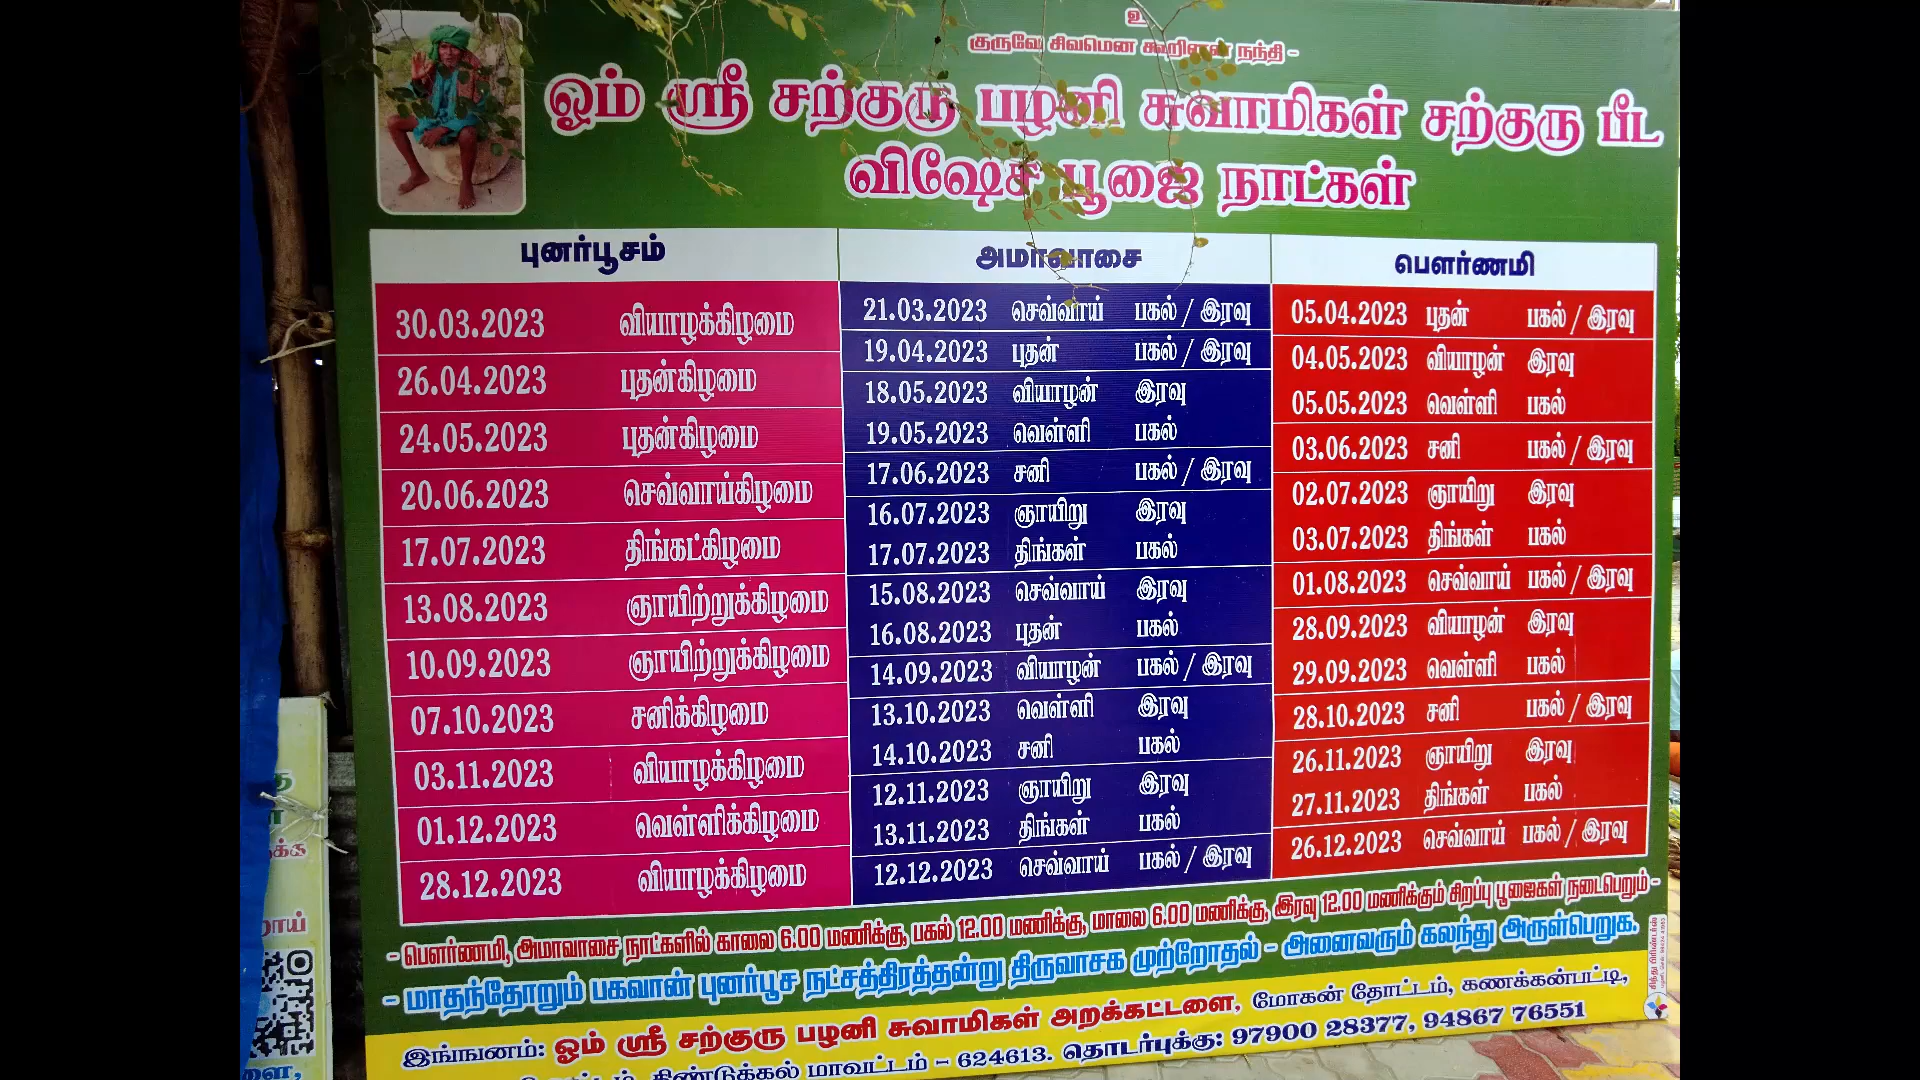 உ
குருவே சிவமென கூறினன் நந்தி -
ஓம் ஸ்ரீ சற்குரு பழனி சுவாமிகள் சற்குரு பீட
விஷேச பூஜை நாட்கள்
புனர்பூசம்
30.03.2023 வியாழக்கிழமை
26.04.2023 புதன்கிழமை
24.05.2023 புதன்கிழமை
20.06.2023 செவ்வாய்கிழமை
17.07.2023 திங்கட்கிழமை
13.08.2023 ஞாயிற்றுக்கிழமை
10.09.2023 ஞாயிற்றுக்கிழமை
07.10.2023 சனிக்கிழமை
03.11.2023 வியாழக்கிழமை
01.12.2023 வெள்ளிக்கிழமை
28.12.2023 வியாழக்கிழமை
அமாவாசை
21.03.2023 செவ்வாய் பகல் / இரவு
19.04.2023 புதன் பகல் / இரவு
18.05.2023 வியாழன் இரவு
19.05.2023 வெள்ளி பகல்
17.06.2023 சனி பகல் / இரவு
16.07.2023 ஞாயிறு இரவு
17.07.2023 திங்கள் பகல்
15.08.2023 செவ்வாய் இரவு
16.08.2023 புதன் பகல்
14.09.2023 வியாழன் பகல் / இரவு
13.10.2023 வெள்ளி இரவு
14.10.2023 சனி பகல்
12.11.2023 ஞாயிறு இரவு
13.11.2023 திங்கள் பகல்
12.12.2023 செவ்வாய் பகல் / இரவு
பௌர்ணமி
05.04.2023 புதன் பகல் / இரவு
04.05.2023 வியாழன் இரவு
05.05.2023 வெள்ளி பகல்
03.06.2023 சனி பகல் / இரவு
02.07.2023 ஞாயிறு இரவு
03.07.2023 திங்கள் பகல்
01.08.2023 செவ்வாய் பகல் / இரவு
28.09.2023 வியாழன் இரவு
29.09.2023 வெள்ளி பகல்
28.10.2023 சனி பகல் / இரவு
26.11.2023 ஞாயிறு இரவு
27.11.2023 திங்கள் பகல்
26.12.2023 செவ்வாய் பகல் / இரவு
- பௌர்ணமி, அமாவாசை நாட்களில் காலை 6.00 மணிக்கு, பகல் 12.00 மணிக்கு, மாலை 6.00 மணிக்கு, இரவு 12.00 மணிக்கும் சிறப்பு பூஜைகள் நடைபெறும் -
- மாதந்தோறும் பகவான் புனர்பூச நட்சத்திரத்தன்று திருவாசக முற்றோதல் - அனைவரும் கலந்து அருள்பெறுக.
இங்ஙனம்: ஓம் ஸ்ரீ சற்குரு பழனி சுவாமிகள் அறக்கட்டளை, மோகன் தோட்டம், கணக்கன்பட்டி,
திண்டுக்கல் மாவட்டம் - 624613. தொடர்புக்கு: 97900 28377, 94867 76551